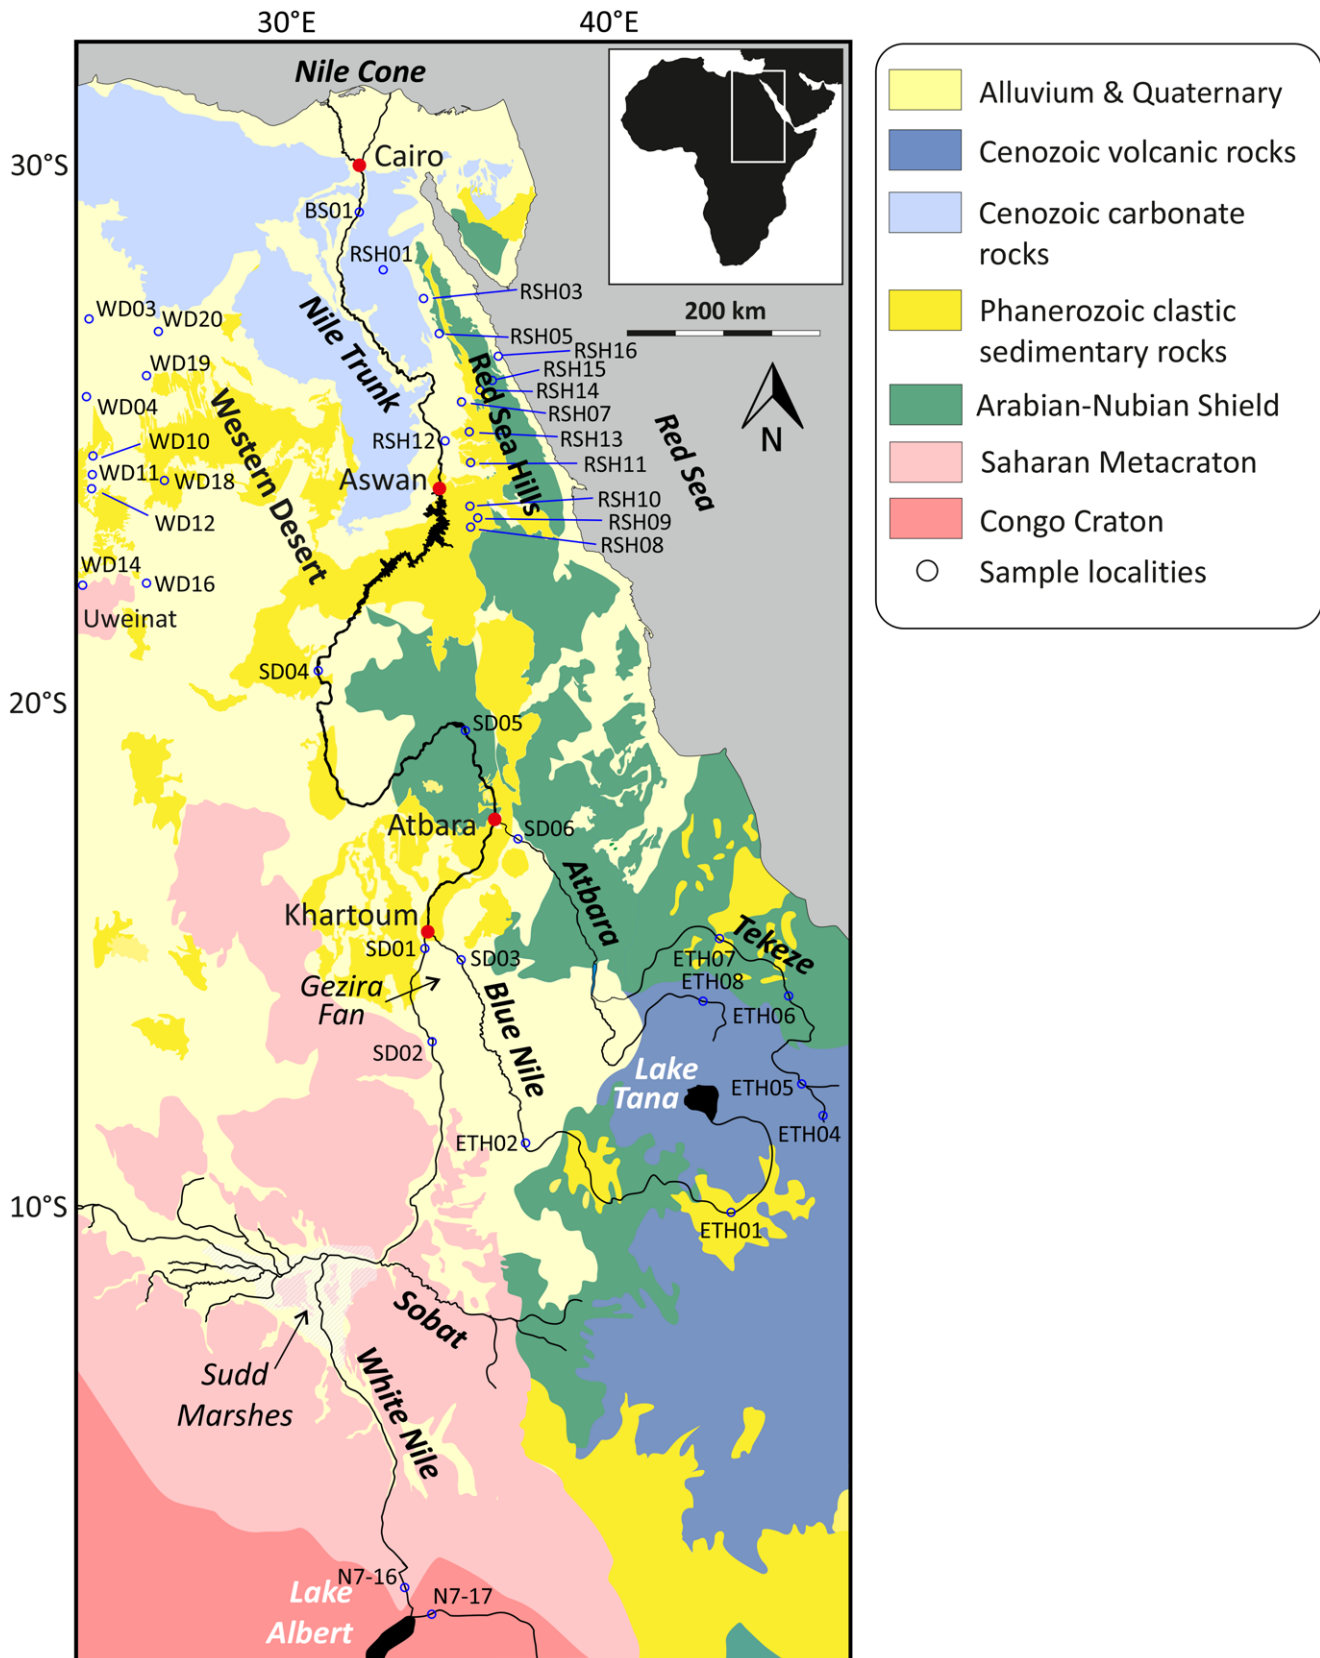 30°E
40°E
Nile Cone
30°S
Cairo
BS01
RSH01
RSH03
200 km
WD03
WD20
Nile Trunk
RSH05
RSH16
RSH15
WD19
RSH14
WD04
Western Desert
Red Sea Hills
RSH07
N
Red Sea
WD10
RSH12
RSH13
WD11
WD18
RSH11
Aswan
WD12
RSH10
RSH09
RSH08
WD14
WD16
Uweinat
SD04
20°S
SD05
Atbara
SD06
Atbara
Khartoum
SD01
SD03
Tekeze
ETH07
Gezira
Fan
ETH08
ETH06
Blue Nile
SD02
Lake
Tana
ETH05
ETH04
ETH02
10°S
ETH01
Sobat
Sudd
Marshes
White Nile
N7-16
N7-17
Lake
Albert
Alluvium & Quaternary
Cenozoic volcanic rocks
Cenozoic carbonate
rocks
Phanerozoic clastic
sedimentary rocks
Arabian-Nubian Shield
Saharan Metacraton
Congo Craton
Sample localities